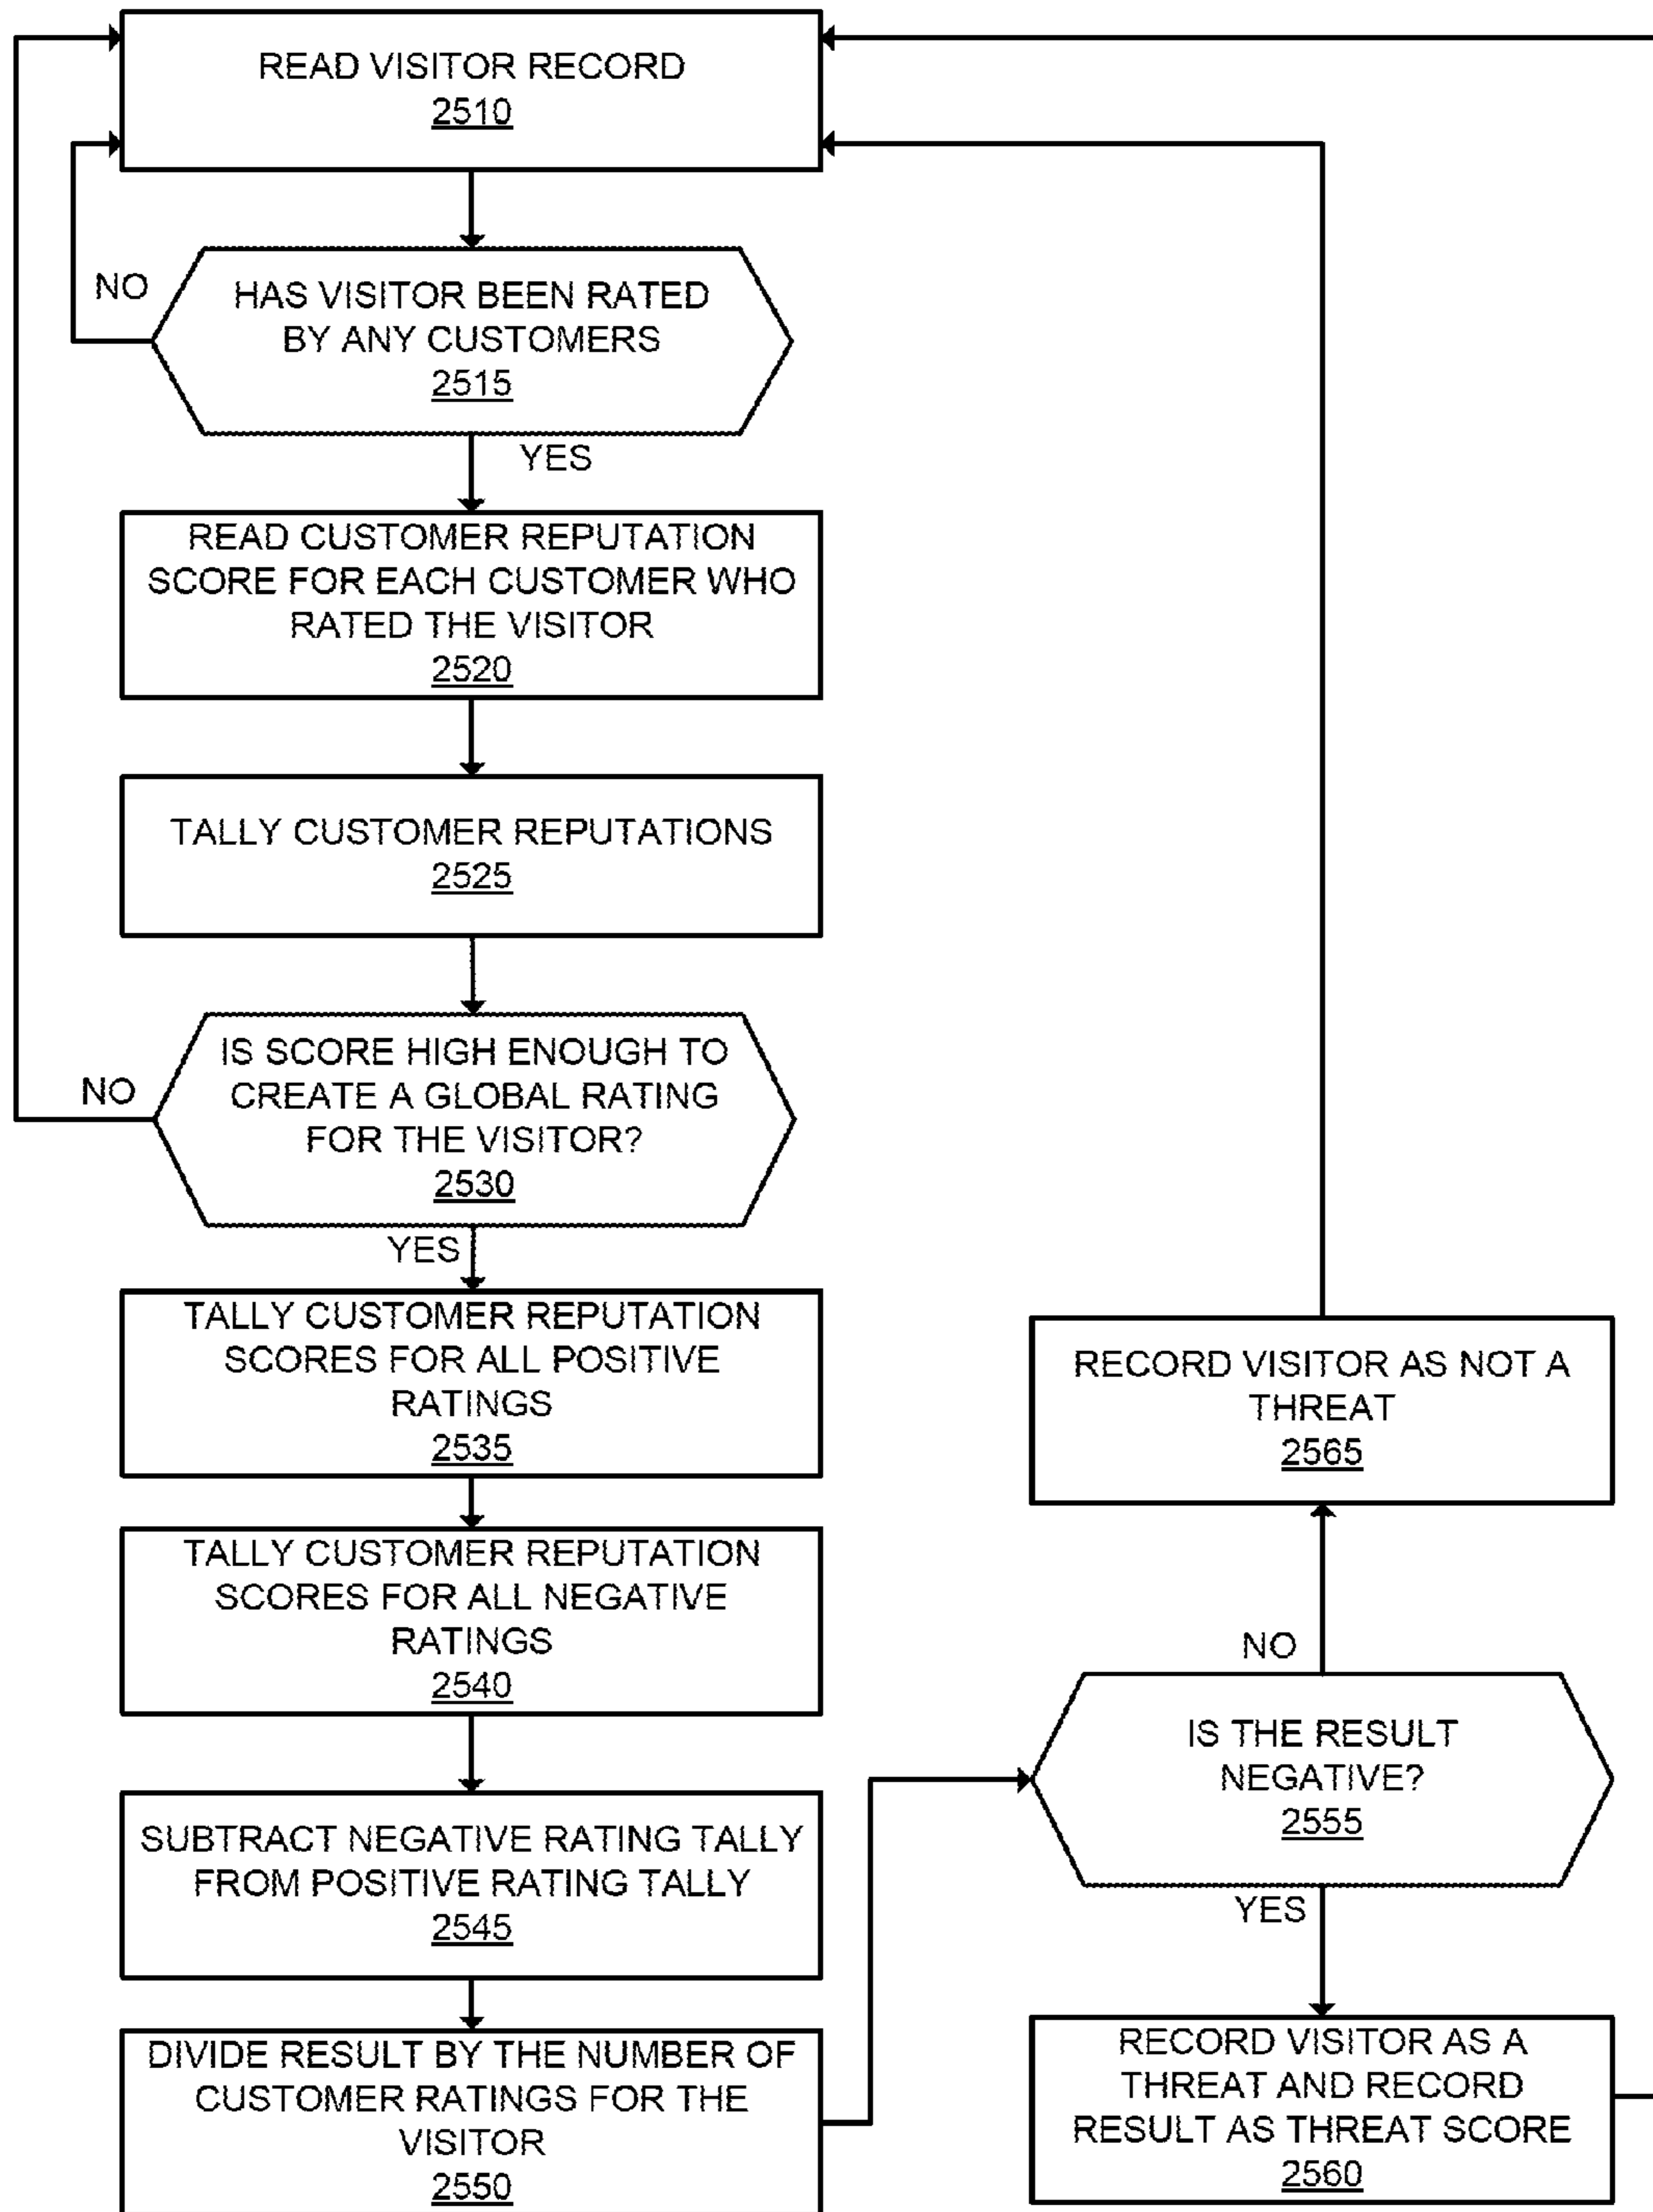 READ VISITOR RECORD
2510
NO
HAS VISITOR BEEN RATED
BY ANY CUSTOMERS
2515
YES
READ CUSTOMER REPUTATION
SCORE FOR EACH CUSTOMER WHO
RATED THE VISITOR
2520
TALLY CUSTOMER REPUTATIONS
2525
IS SCORE HIGH ENOUGH TO
CREATE A GLOBAL RATING
FOR THE VISITOR?
2530
NO
YES
TALLY CUSTOMER REPUTATION
SCORES FOR ALL POSITIVE
RATINGS
2535
TALLY CUSTOMER REPUTATION
SCORES FOR ALL NEGATIVE
RATINGS
2540
SUBTRACT NEGATIVE RATING TALLY
FROM POSITIVE RATING TALLY
2545
DIVIDE RESULT BY THE NUMBER OF
CUSTOMER RATINGS FOR THE
VISITOR
2550
RECORD VISITOR AS NOT A
THREAT
2565
NO
IS THE RESULT
NEGATIVE?
2555
YES
RECORD VISITOR AS A
THREAT AND RECORD
RESULT AS THREAT SCORE
2560